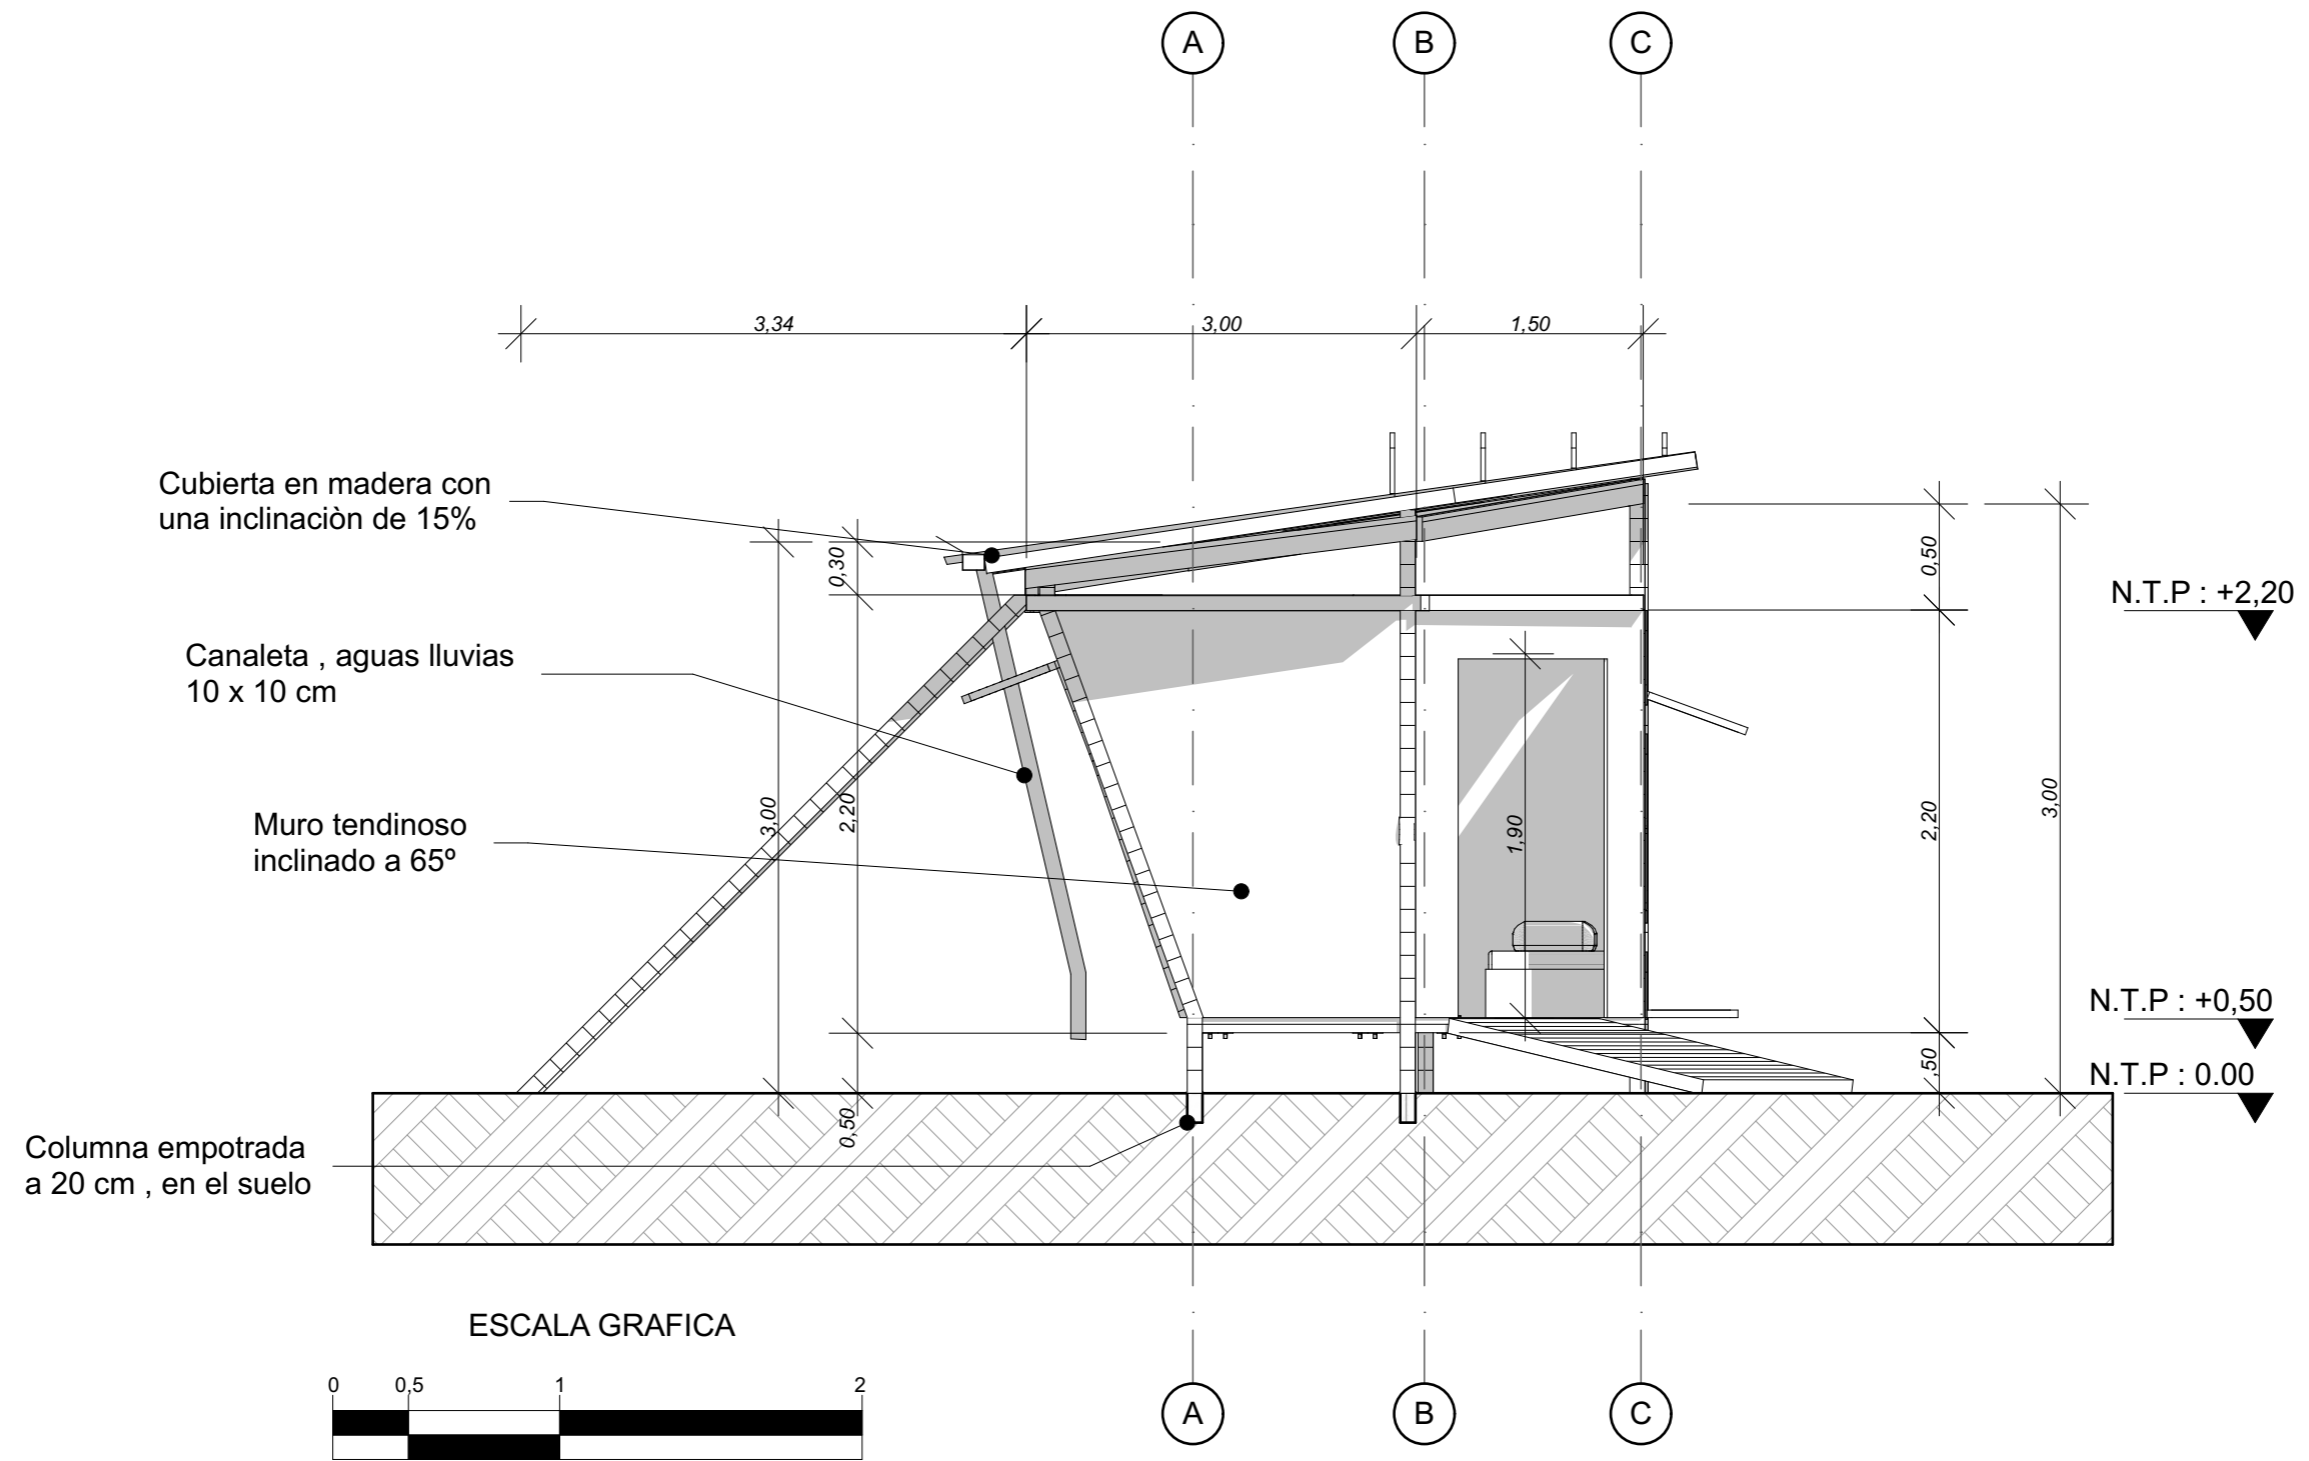 A
B
C
3,34
3,00
1,50
Cubierta en madera con
una inclinaciòn de 15%
0,30
0,50
N.T.P : +2,20
Canaleta , aguas lluvias
10 x 10 cm
3,00
2,20
1,90
2,20
3,00
Muro tendinoso
inclinado a 65º
N.T.P : +0,50
,50
N.T.P : 0.00
0,50
Columna empotrada
a 20 cm , en el suelo
ESCALA GRAFICA
0
0,5
1
2
A
B
C